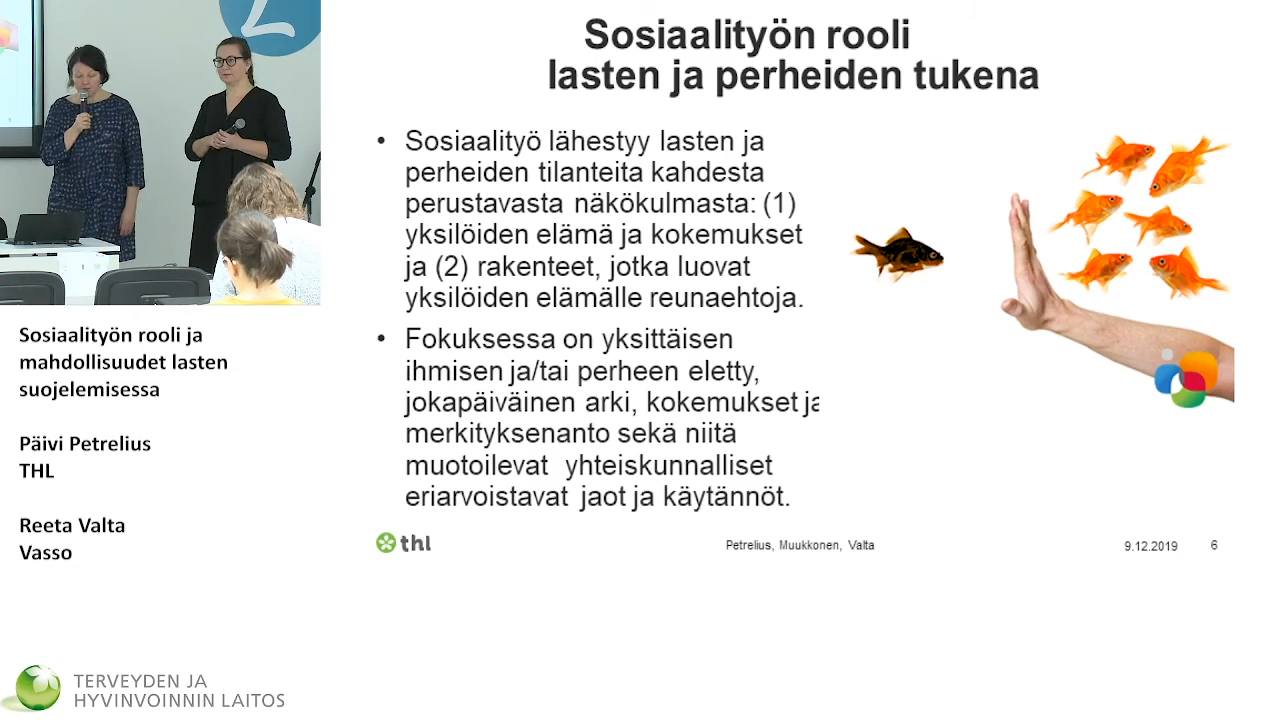 Sosiaalityön rooli
lasten ja perheiden tukena
• Sosiaalityö lähestyy lasten ja
perheiden tilanteita kahdesta
perustavasta näkökulmasta: (1)
yksilöiden elämä ja kokemukset
ja (2) rakenteet, jotka luovat
yksilöiden elämälle reunaehtoja.
• Fokuksessa on yksittäisen
ihmisen ja/tai perheen eletty,
jokapäiväinen arki, kokemukset ja
merkityksenanto sekä niitä
muotoilevat yhteiskunnalliset
eriarvoistavat jaot ja käytännöt.
thl
Petrelius, Muukkonen, Valta
9.12.2019
6
Sosiaalityön rooli ja
mahdollisuudet lasten
suojelemisessa
Päivi Petrelius
THL
Reeta Valta
Vasso
TERVEYDEN JA
HYVINVOINNIN LAITOS